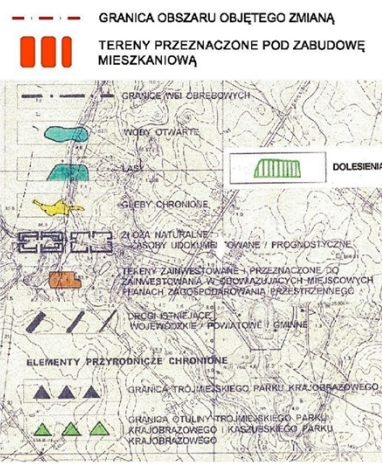 GRANICA OBSZARU OBJĘTEGO ZMIANĄ
TERENY PRZEZNACZONE POD ZABUDOWĘ
MIESZKANIOWĄ
GRANICE WSI OBRĘBOWYCH
WODY OTWARTE
LASY
DOLESIENIA
GLEBY CHRONIONE
ZŁOŻA NATURALNE
ZASOBY UDOKUMENTOWANE / PROGNOSTYCZNE
TERENY ZAINWESTOWANE I PRZEZNACZONE DO
ZAINWESTOWANIA W OBOWIĄZUJĄCYCH MIEJSCOWYCH
PLANACH ZAGOSPODAROWANIA PRZESTRZENNEGO
DROGI ISTNIEJĄCE
WOJEWÓDZKIE / POWIATOWE / GMINNE
ELEMENTY PRZYRODNICZE CHRONIONE
GRANICA TRÓJMIEJSKIEGO PARKU KRAJOBRAZOWEGO
GRANICA OTULINY TRÓJMIEJSKIEGO PARKU
KRAJOBRAZOWEGO I KASZUBSKIEGO PARKU
KRAJOBRAZOWEGO